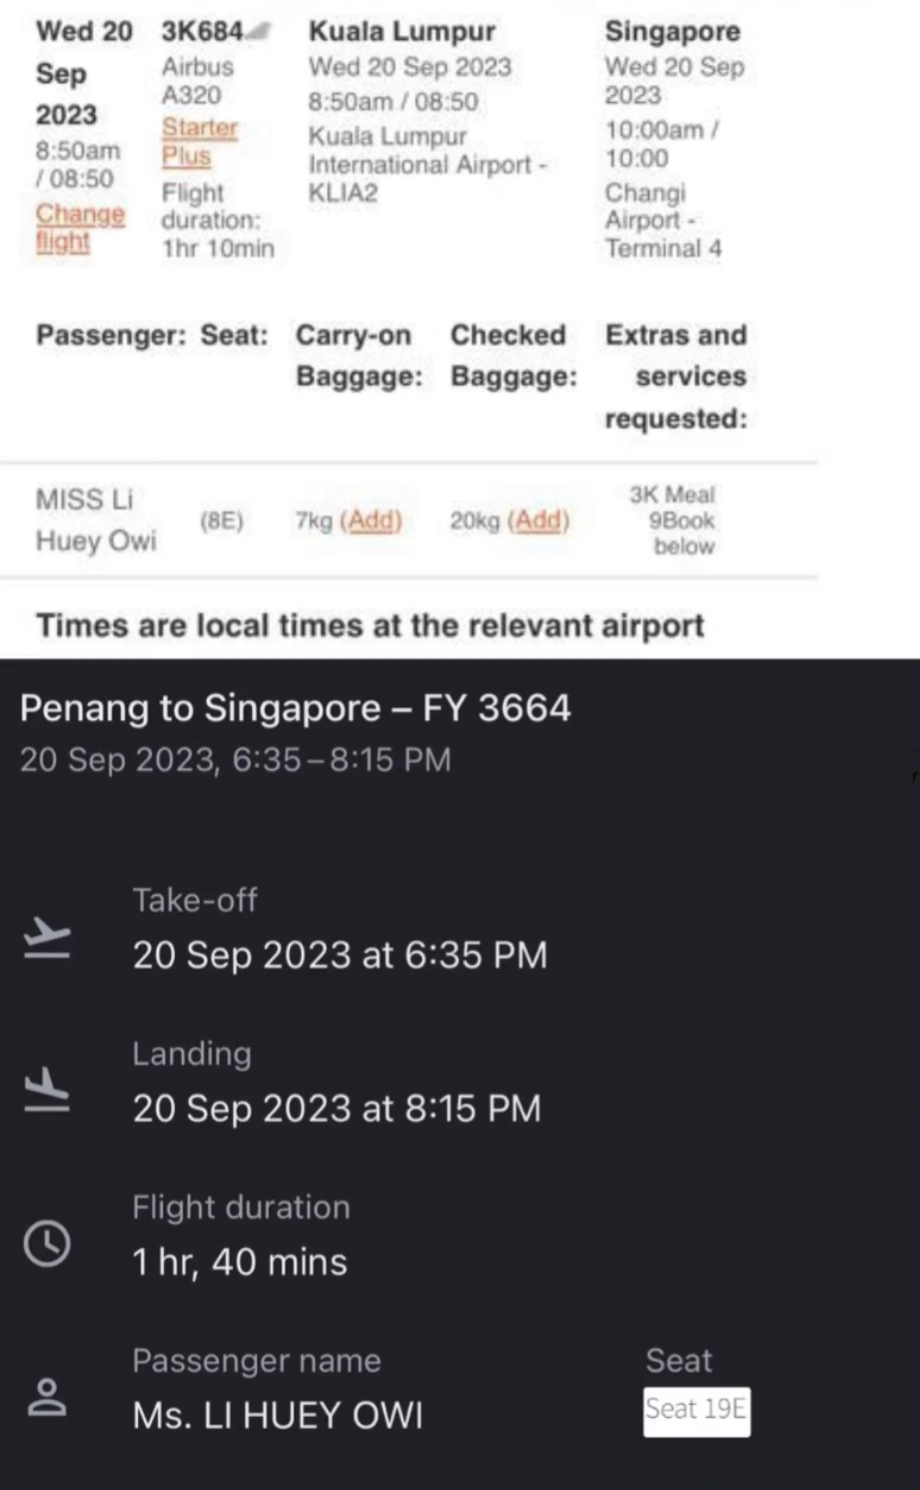 Wed 20
Sep
2023
8:50am
/ 08:50
Change
flight
3K684
Airbus
A320
Starter
Plus
Flight
duration:
1hr 10min
Kuala Lumpur
Wed 20 Sep 2023
8:50am / 08:50
Kuala Lumpur
International Airport -
KLIA2
Singapore
Wed 20 Sep
2023
10:00am /
10:00
Changi
Airport -
Terminal 4
Passenger:
Seat:
Carry-on
Baggage:
Checked
Baggage:
Extras and
services
requested:
MISS Li
Huey Owi
(8E)
7kg (Add)
20kg (Add)
3K Meal
9Book
below
Times are local times at the relevant airport
Penang to Singapore – FY 3664
20 Sep 2023, 6:35–8:15 PM
Take-off
20 Sep 2023 at 6:35 PM
Landing
20 Sep 2023 at 8:15 PM
Flight duration
1 hr, 40 mins
Passenger name
Ms. LI HUEY OWI
Seat
Seat 19E